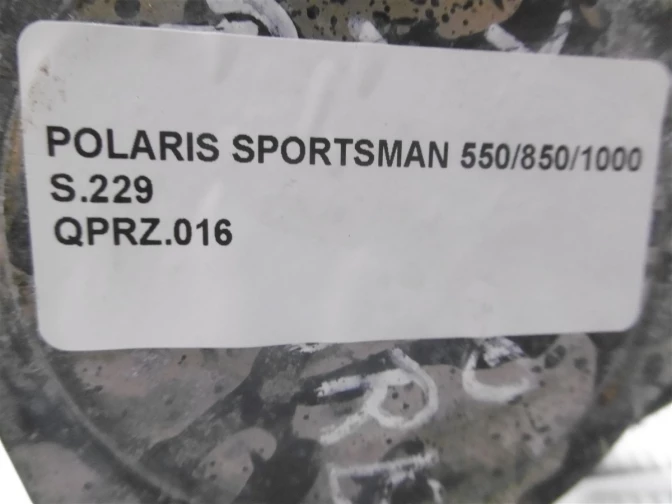 POLARIS SPORTSMAN 550/850/1000
S.229
QPRZ.016